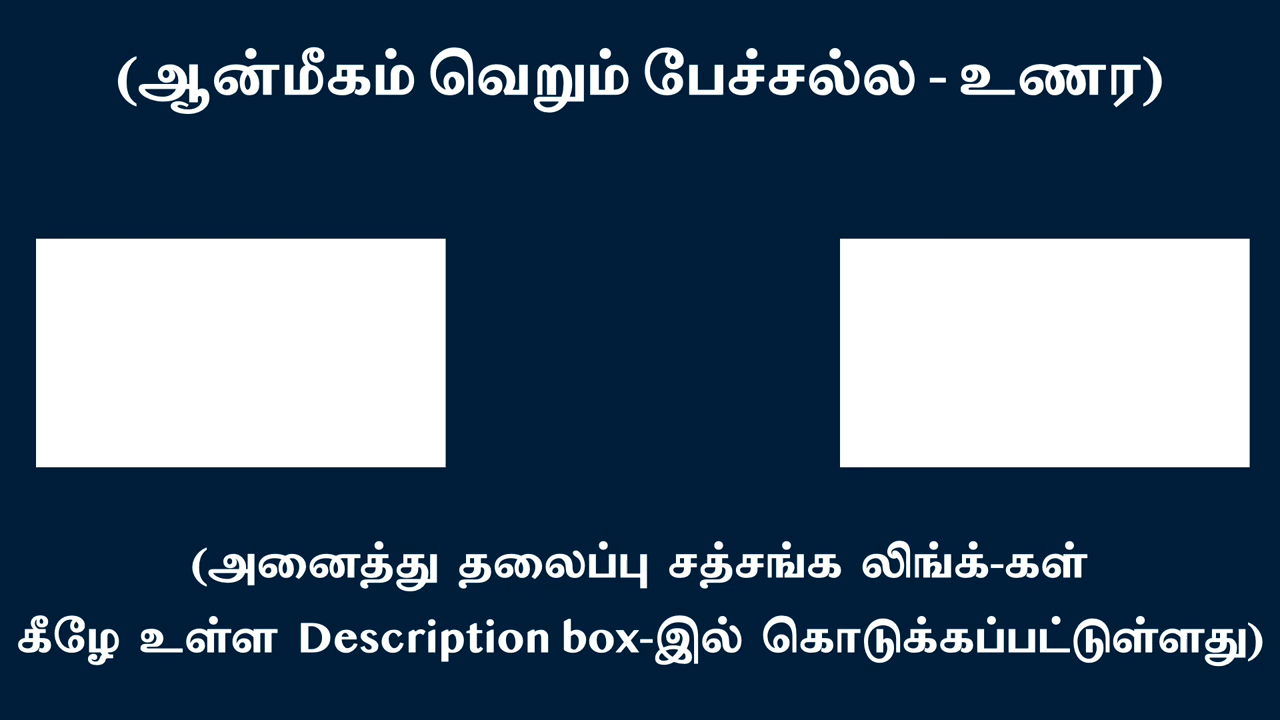 (ஆன்மீகம் வெறும் பேச்சல்ல - உணர)
(அனைத்து தலைப்பு சத்சங்க லிங்க்-கள்
கீழே உள்ள Description box-இல் கொடுக்கப்பட்டுள்ளது)